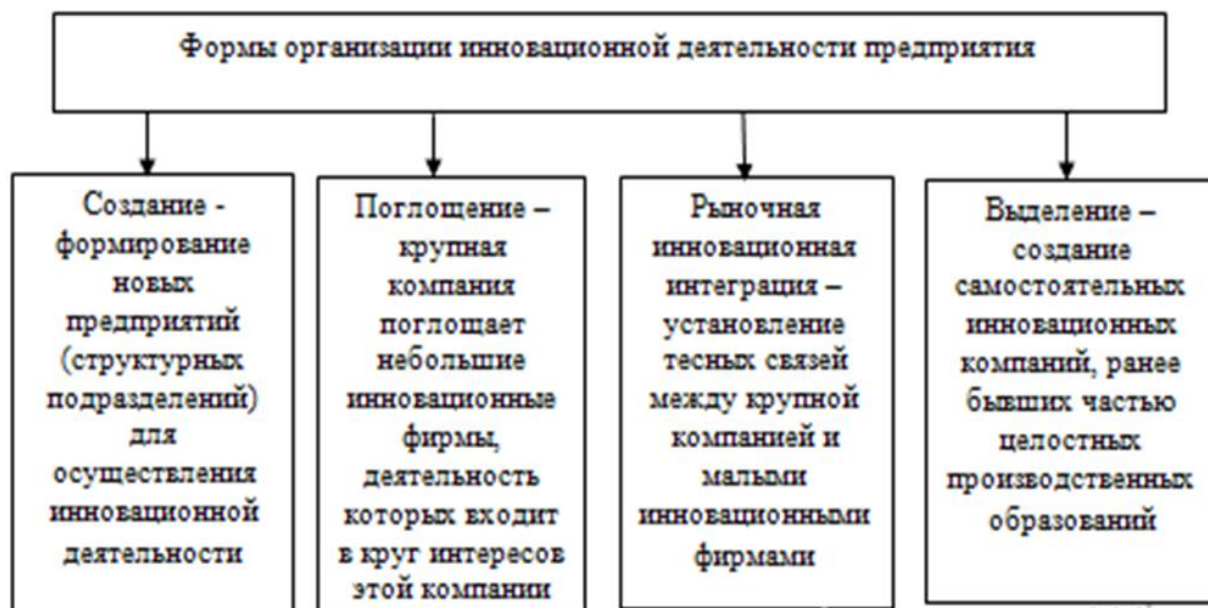 Формы организации инновационной деятельности предприятия
Создание -
формирование
новых
предприятий
(структурных
подразделений)
для
осуществления
инновационной
деятельности
Поглощение –
крупная
компания
поглощает
небольшие
инновационные
фирмы,
деятельность
которых входит
в круг интересов
этой компании
Рыночная
инновационная
интеграция –
установление
тесных связей
между крупной
компанией и
малыми
инновационными
фирмами
Выделение –
создание
самостоятельных
инновационных
компаний, ранее
бывших частью
целостных
производственных
образований